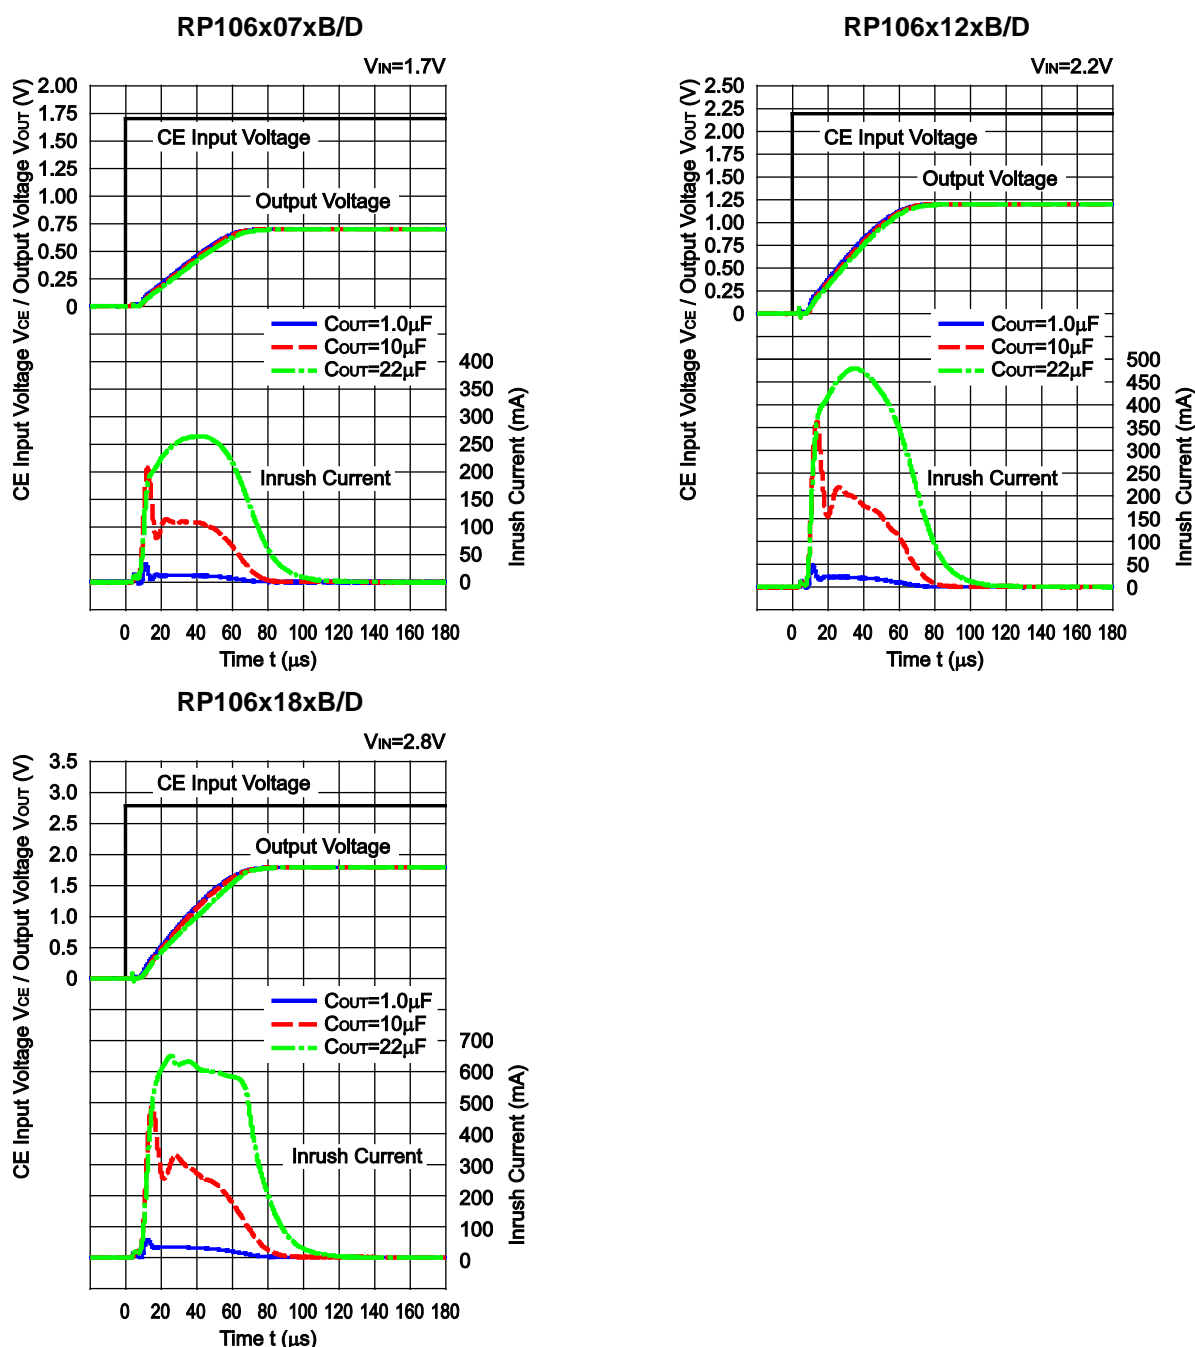 RP106x07xB/D
VIN=1.7V
CE Input Voltage VCE / Output Voltage VOUT (V)
2.00
1.75
1.50
1.25
1.00
0.75
0.50
0.25
0
CE Input Voltage
Output Voltage
COUT=1.0μF
COUT=10μF
COUT=22μF
Inrush Current
400
350
300
250
200
150
100
50
0
Inrush Current (mA)
0 20 40 60 80 100 120 140 160 180
Time t (μs)
RP106x12xB/D
VIN=2.2V
CE Input Voltage VCE / Output Voltage VOUT (V)
2.50
2.25
2.00
1.75
1.50
1.25
1.00
0.75
0.50
0.25
0
CE Input Voltage
Output Voltage
COUT=1.0μF
COUT=10μF
COUT=22μF
Inrush Current
500
450
400
350
300
250
200
150
100
50
0
Inrush Current (mA)
0 20 40 60 80 100 120 140 160 180
Time t (μs)
RP106x18xB/D
VIN=2.8V
CE Input Voltage VCE / Output Voltage VOUT (V)
3.5
3.0
2.5
2.0
1.5
1.0
0.5
0
CE Input Voltage
Output Voltage
COUT=1.0μF
COUT=10μF
COUT=22μF
Inrush Current
700
600
500
400
300
200
100
0
Inrush Current (mA)
0 20 40 60 80 100 120 140 160 180
Time t (μs)